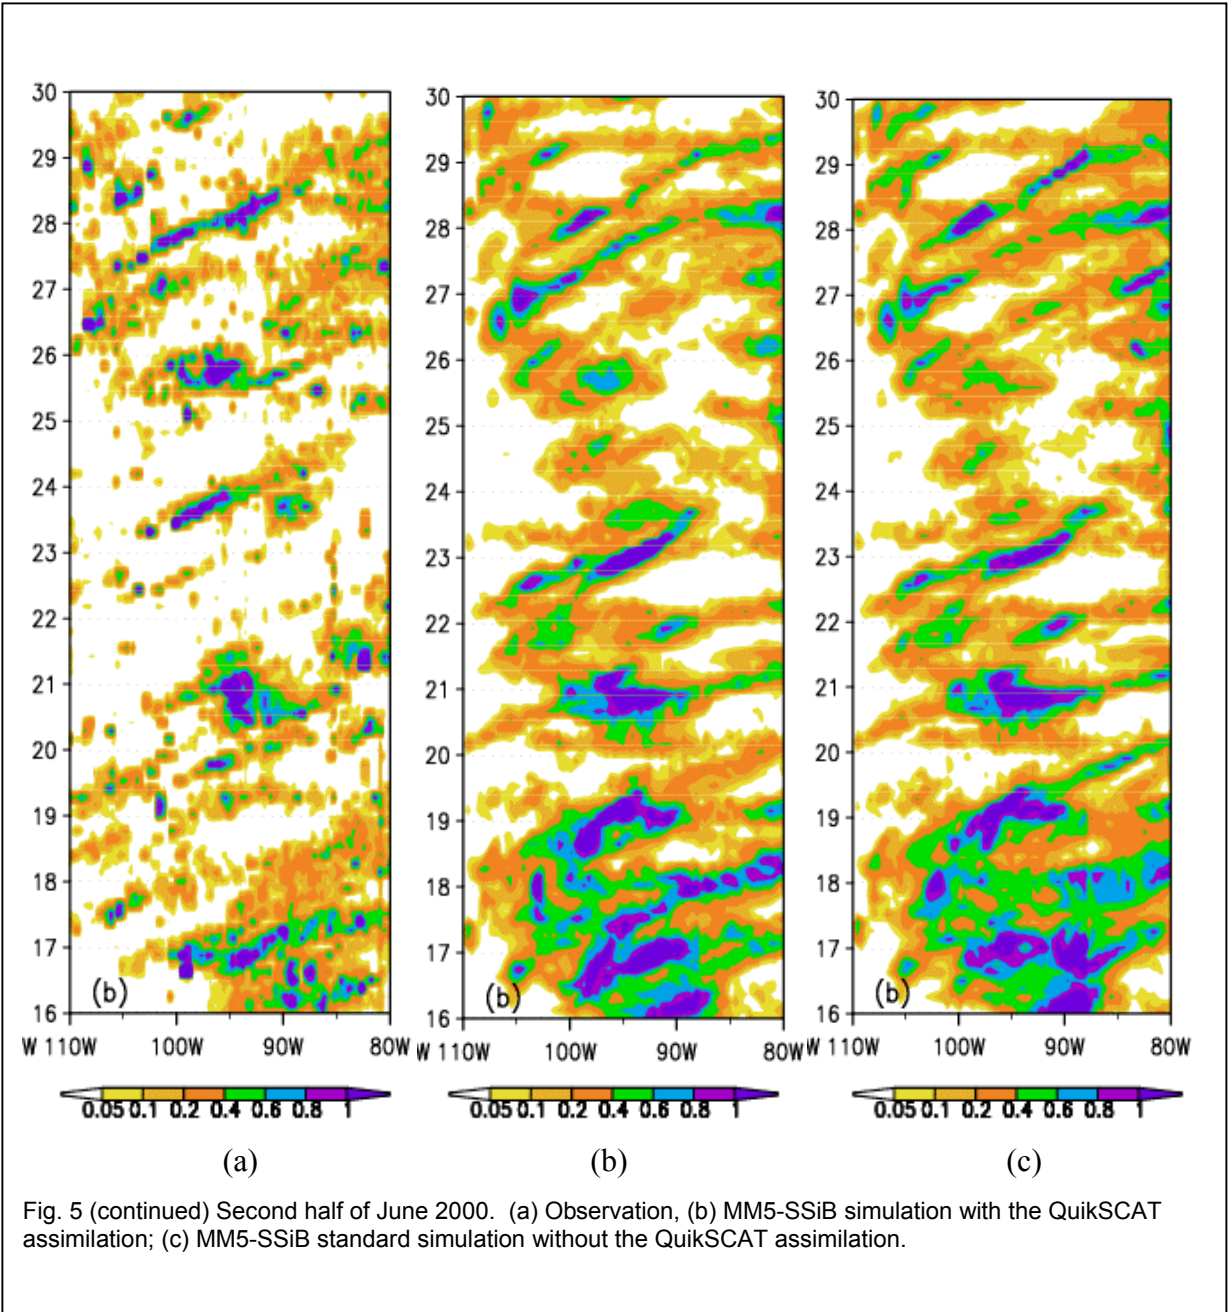 30 29 28 27 26 25 24 23 22 21 20 19 18 17 16
(b)
W 110W 100W 90W 80W
0.05 0.1 0.2 0.4 0.6 0.8 1
(a)
30 29 28 27 26 25 24 23 22 21 20 19 18 17 16
(b)
W 110W 100W 90W 80W
0.05 0.1 0.2 0.4 0.6 0.8 1
(b)
30 29 28 27 26 25 24 23 22 21 20 19 18 17 16
(b)
W 110W 100W 90W 80W
0.05 0.1 0.2 0.4 0.6 0.8 1
(c)
Fig. 5 (continued) Second half of June 2000. (a) Observation, (b) MM5-SSiB simulation with the QuikSCAT
assimilation; (c) MM5-SSiB standard simulation without the QuikSCAT assimilation.